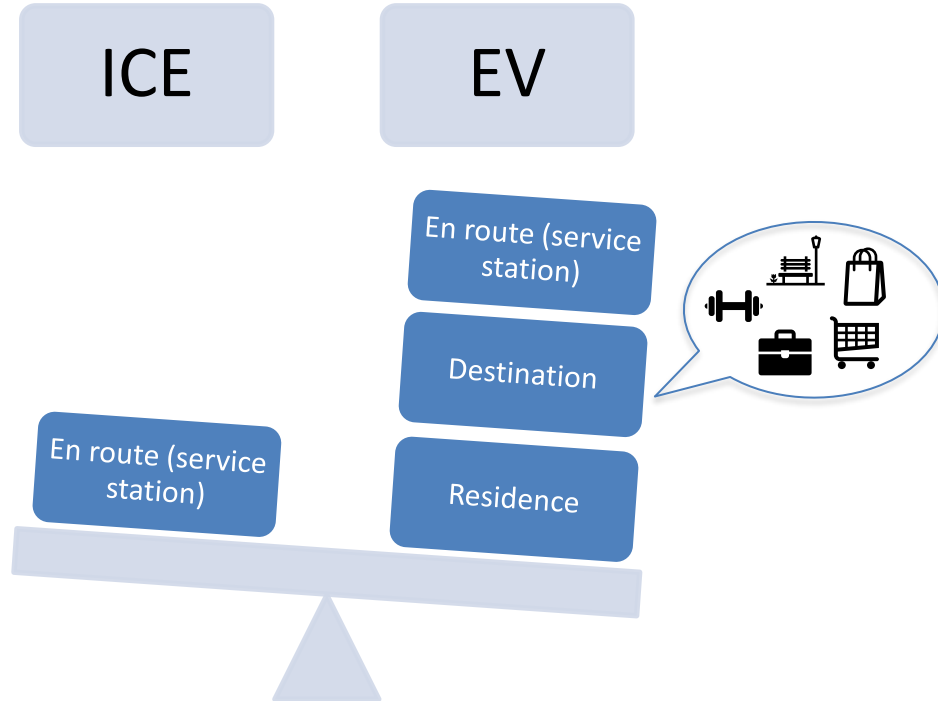 ICE
EV
En route (service
station)
Destination
Residence
En route (service
station)